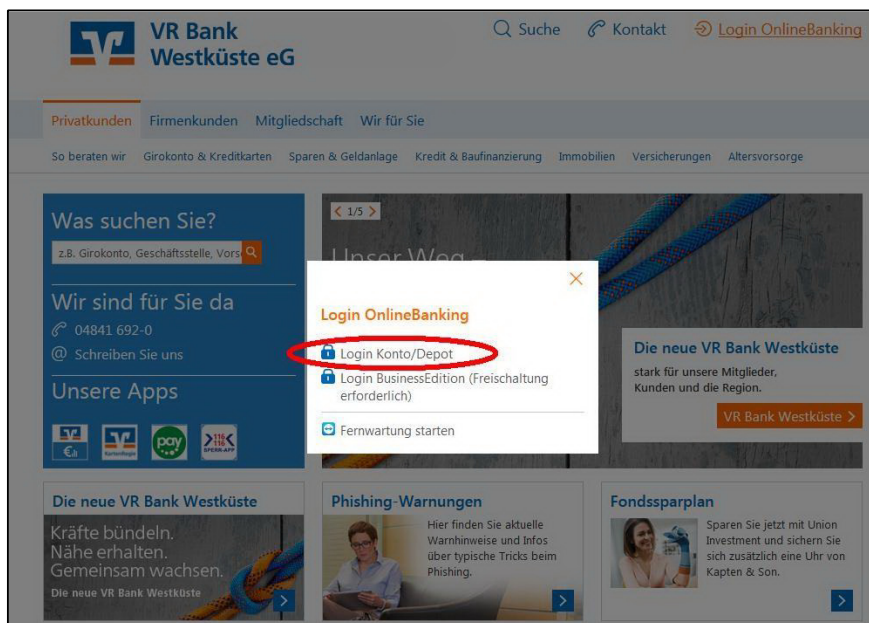 VR Bank
Westküste eG
Suche
Kontakt
Login OnlineBanking
Privatkunden
Firmenkunden
Mitgliedschaft
Wir für Sie
So beraten wir
Girokonto & Kreditkarten
Sparen & Geldanlage
Kredit & Baufinanzierung
Immobilien
Versicherungen
Altersvorsorge
Was suchen Sie?
z.B. Girokonto, Geschäftsstelle, Vors
Wir sind für Sie da
04841 692-0
@ Schreiben Sie uns
Unsere Apps
€
pay
116
116
SPERR-APP
< 1/5 >
Unser Weg –
Login OnlineBanking
Login Konto/Depot
Login BusinessEdition (Freischaltung
erforderlich)
Fernwartung starten
Die neue VR Bank Westküste
stark für unsere Mitglieder,
Kunden und die Region.
VR Bank Westküste >
Die neue VR Bank Westküste
Kräfte bündeln.
Nähe erhalten.
Gemeinsam wachsen.
Die neue VR Bank Westküste
Phishing-Warnungen
Hier finden Sie aktuelle
Warnhinweise und Infos
über typische Tricks beim
Phishing.
Fondssparplan
Sparen Sie jetzt mit Union
Investment und sichern Sie
sich zusätzlich eine Uhr von
Kapten & Son.